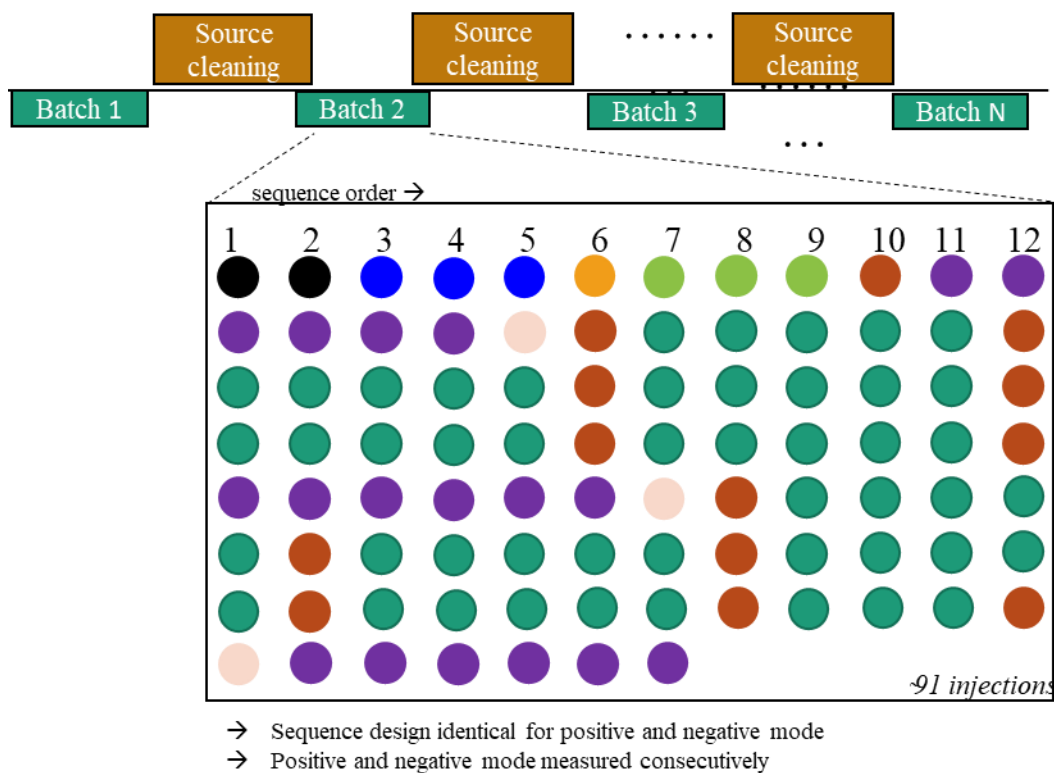 Source cleaning
Source cleaning
......
Source cleaning
Batch 1
Batch 2
...
Batch 3
......
Batch N
...
sequence order →
1 2 3 4 5 6 7 8 9 10 11 12
~91 injections
→ Sequence design identical for positive and negative mode
→ Positive and negative mode measured consecutively